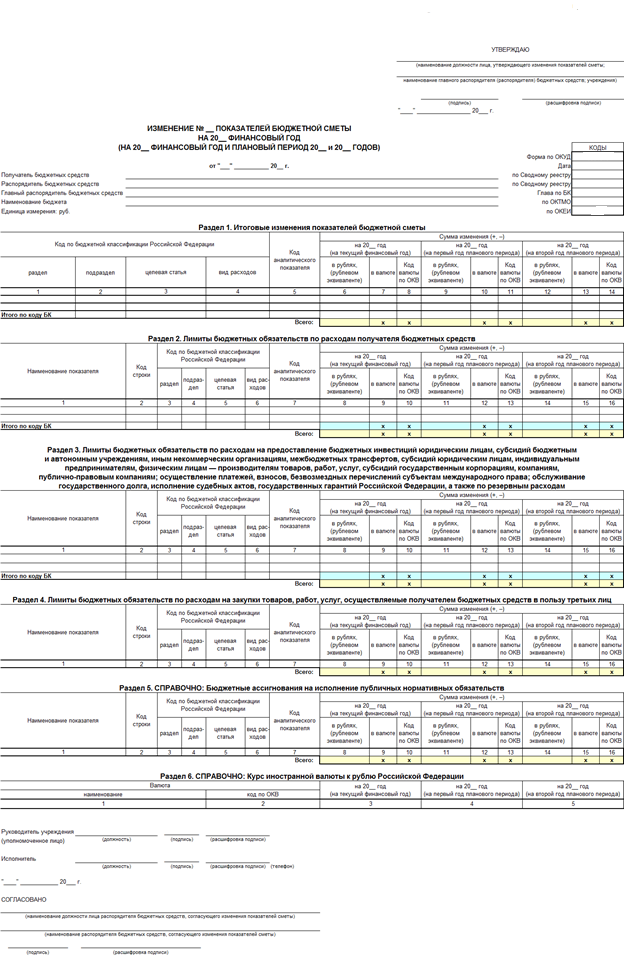 УТВЕРЖДАЮ
(наименование должности лица, утверждающего изменения показателей сметы;
наименование главного распорядителя (распорядителя) бюджетных средств; учреждения)
(подпись) (расшифровка подписи)
"____" ________________ 20___ г.
ИЗМЕНЕНИЕ № __ ПОКАЗАТЕЛЕЙ БЮДЖЕТНОЙ СМЕТЫ
НА 20__ ФИНАНСОВЫЙ ГОД
(НА 20__ ФИНАНСОВЫЙ ГОД И ПЛАНОВЫЙ ПЕРИОД 20__ и 20__ ГОДОВ)
КОДЫ
Форма по ОКУД
от "___" ___________ 20__ г. Дата
Получатель бюджетных средств по Сводному реестру
Распорядитель бюджетных средств по Сводному реестру
Главный распорядитель бюджетных средств Глава по БК
Наименование бюджета по ОКТМО
Единица измерения: руб. по ОКЕИ
Раздел 1. Итоговые изменения показателей бюджетной сметы
Код по бюджетной классификации Российской Федерации Код аналитического показателя Сумма изменения (+, –)
на 20__ год (на текущий финансовый год) на 20__ год (на первый год планового периода) на 20__ год (на второй год планового периода)
раздел подраздел целевая статья вид расходов в рублях, (рублевом эквиваленте) в валюте Код валюты по ОКВ в рублях, (рублевом эквиваленте) в валюте Код валюты по ОКВ в рублях, (рублевом эквиваленте) в валюте Код валюты по ОКВ
1 2 3 4 5 6 7 8 9 10 11 12 13 14
Итого по коду БК
Всего: x x x x x x
Раздел 2. Лимиты бюджетных обязательств по расходам получателя бюджетных средств
Наименование показателя Код строки Код по бюджетной классификации Российской Федерации Код аналитического показателя Сумма изменения (+, –)
на 20__ год (на текущий финансовый год) на 20__ год (на первый год планового периода) на 20__ год (на второй год планового периода)
раздел подраз-дел целевая статья вид рас-ходов в рублях, (рублевом эквиваленте) в валюте Код валюты по ОКВ в рублях, (рублевом эквиваленте) в валюте Код валюты по ОКВ в рублях, (рублевом эквиваленте) в валюте Код валюты по ОКВ
1 2 3 4 5 6 7 8 9 10 11 12 13 14 15 16
Итого по коду БК x x x x x x
Всего: x x x x x x
Раздел 3. Лимиты бюджетных обязательств по расходам на предоставление бюджетных инвестиций юридическим лицам, субсидий бюджетным
и автономным учреждениям, иным некоммерческим организациям, межбюджетных трансфертов, субсидий юридическим лицам, индивидуальным
предпринимателям, физическим лицам — производителям товаров, работ, услуг, субсидий государственным корпорациям, компаниям,
публично-правовым компаниям; осуществление платежей, взносов, безвозмездных перечислений субъектам международного права; обслуживание
государственного долга, исполнение судебных актов, государственных гарантий Российской Федерации, а также по резервным расходам
Наименование показателя Код строки Код по бюджетной классификации Российской Федерации Код аналитического показателя Сумма изменения (+, –)
на 20__ год (на текущий финансовый год) на 20__ год (на первый год планового периода) на 20__ год (на второй год планового периода)
раздел подраз-дел целевая статья вид рас-ходов в рублях, (рублевом эквиваленте) в валюте Код валюты по ОКВ в рублях, (рублевом эквиваленте) в валюте Код валюты по ОКВ в рублях, (рублевом эквиваленте) в валюте Код валюты по ОКВ
1 2 3 4 5 6 7 8 9 10 11 12 13 14 15 16
Итого по коду БК x x x x x x
Всего: x x x x x x
Раздел 4. Лимиты бюджетных обязательств по расходам на закупки товаров, работ, услуг, осуществляемые получателем бюджетных средств в пользу третьих лиц
Наименование показателя Код строки Код по бюджетной классификации Российской Федерации Код аналитического показателя Сумма изменения (+, –)
на 20__ год (на текущий финансовый год) на 20__ год (на первый год планового периода) на 20__ год (на второй год планового периода)
раздел подраз-дел целевая статья вид рас-ходов в рублях, (рублевом эквиваленте) в валюте Код валюты по ОКВ в рублях, (рублевом эквиваленте) в валюте Код валюты по ОКВ в рублях, (рублевом эквиваленте) в валюте Код валюты по ОКВ
1 2 3 4 5 6 7 8 9 10 11 12 13 14 15 16
Всего: x x x x x x
Раздел 5. СПРАВОЧНО: Бюджетные ассигнования на исполнение публичных нормативных обязательств
Наименование показателя Код строки Код по бюджетной классификации Российской Федерации Код аналитического показателя Сумма изменения (+, –)
на 20__ год (на текущий финансовый год) на 20__ год (на первый год планового периода) на 20__ год (на второй год планового периода)
раздел подраз-дел целевая статья вид рас-ходов в рублях, (рублевом эквиваленте) в валюте Код валюты по ОКВ в рублях, (рублевом эквиваленте) в валюте Код валюты по ОКВ в рублях, (рублевом эквиваленте) в валюте Код валюты по ОКВ
1 2 3 4 5 6 7 8 9 10 11 12 13 14 15 16
Всего: x x x x x x
Раздел 6. СПРАВОЧНО: Курс иностранной валюты к рублю Российской Федерации
Валюта на 20__ год (на текущий финансовый год) на 20__ год (на первый год планового периода) на 20__ год (на второй год планового периода)
наименование код по ОКВ
1 2 3 4 5
Руководитель учреждения
(уполномоченное лицо) (должность) (подпись) (расшифровка подписи)
Исполнитель
(должность) (подпись) (расшифровка подписи) (телефон)
"____" __________ 20___ г.
СОГЛАСОВАНО
(наименование должности лица распорядителя бюджетных средств, согласующего изменения показателей сметы)
(наименование распорядителя бюджетных средств, согласующего изменения показателей сметы)
(подпись) (расшифровка подписи)